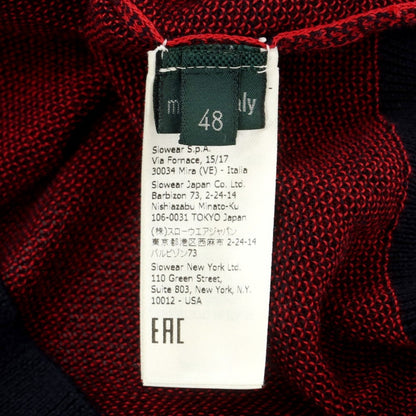 48
Slowear S.p.A.
Via Fornace, 15/17
30034 Mira (VE) - Italia
Slowear Japan Co. Ltd.
Barbizon 73, 2-24-14
Nishiazabu Minato-Ku
106-0031 TOKYO Japan
(株)スローウエアジャパン
東京都港区西麻布 2-24-14
バルビゾン73
Slowear New York Ltd.
110 Green Street,
Suite 803, New York, N.Y.
10012 - USA
EAC